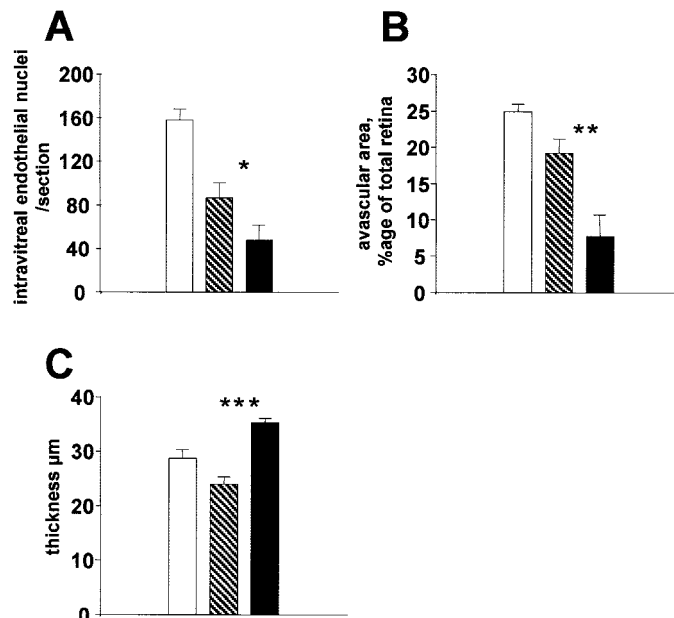 A
intravitreal endothelial nuclei
/section
200
160
120
80
40
0
*
B
avascular area,
%age of total retina
30
25
20
15
10
5
0
**
C
thickness µm
40
30
20
10
0
***